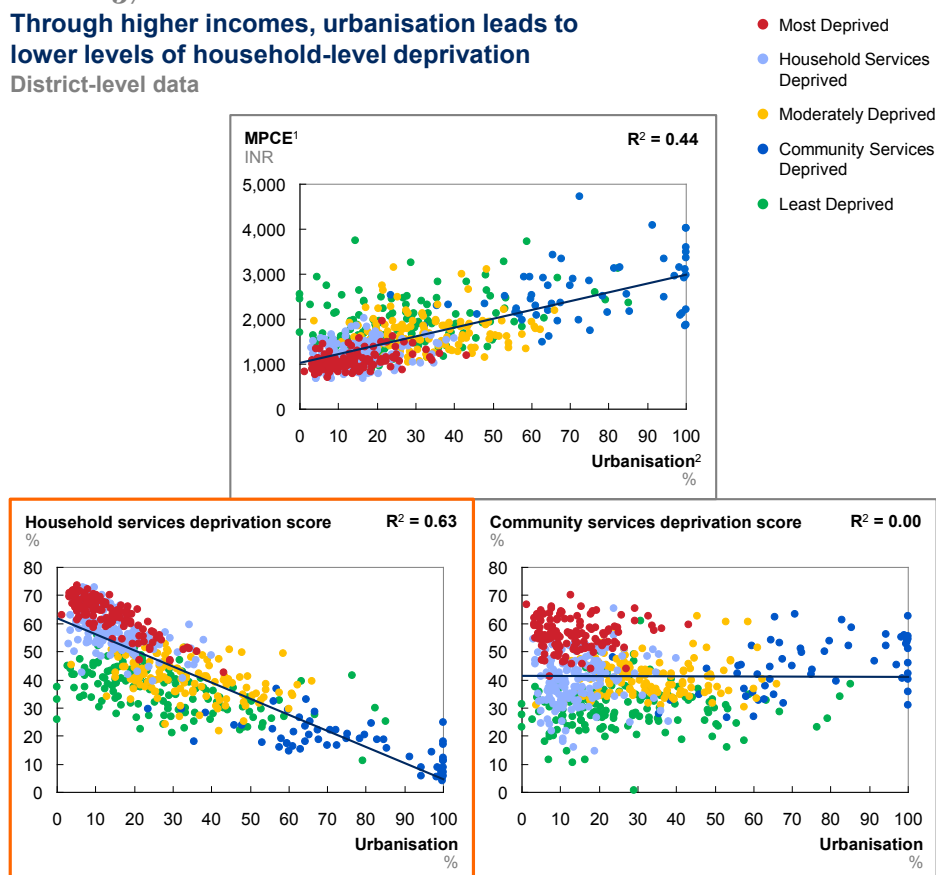 Through higher incomes, urbanisation leads to
lower levels of household-level deprivation
District-level data
Most Deprived
Household Services
Deprived
Moderately Deprived
Community Services
Deprived
Least Deprived
MPCE¹
R² = 0.44
INR
5,000
4,000
3,000
2,000
1,000
0
0 10 20 30 40 50 60 70 80 90 100
Urbanisation²
%
Household services deprivation score
R² = 0.63
%
80
70
60
50
40
30
20
10
0
0 10 20 30 40 50 60 70 80 90 100
Urbanisation
%
Community services deprivation score
R² = 0.00
%
80
70
60
50
40
30
20
10
0
0 10 20 30 40 50 60 70 80 90 100
Urbanisation
%